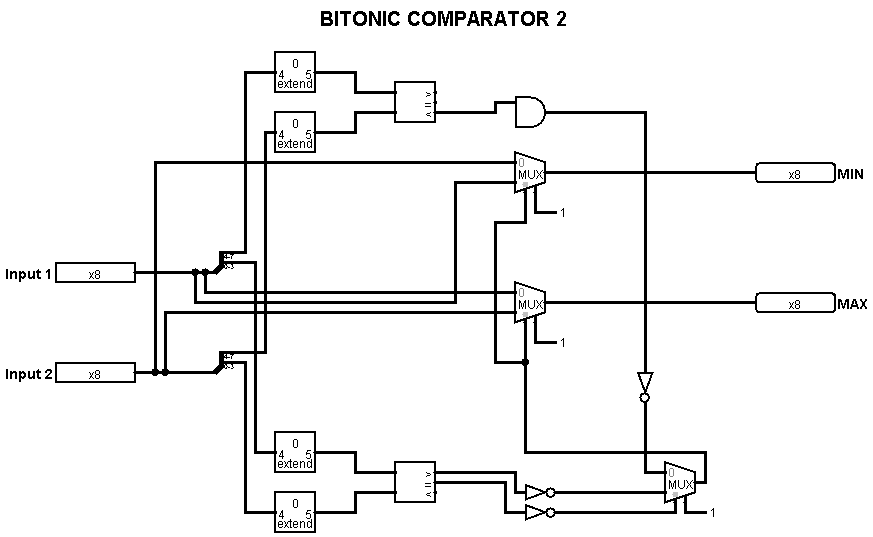 BITONIC COMPARATOR 2
0
4 5
extend
>
=
<
0
4 5
extend
0
MUX
x8
MIN
1
4-7
0-3
Input 1
x8
0
MUX
x8
MAX
1
4-7
0-3
Input 2
x8
0
4 5
extend
>
=
<
0
MUX
1
0
4 5
extend